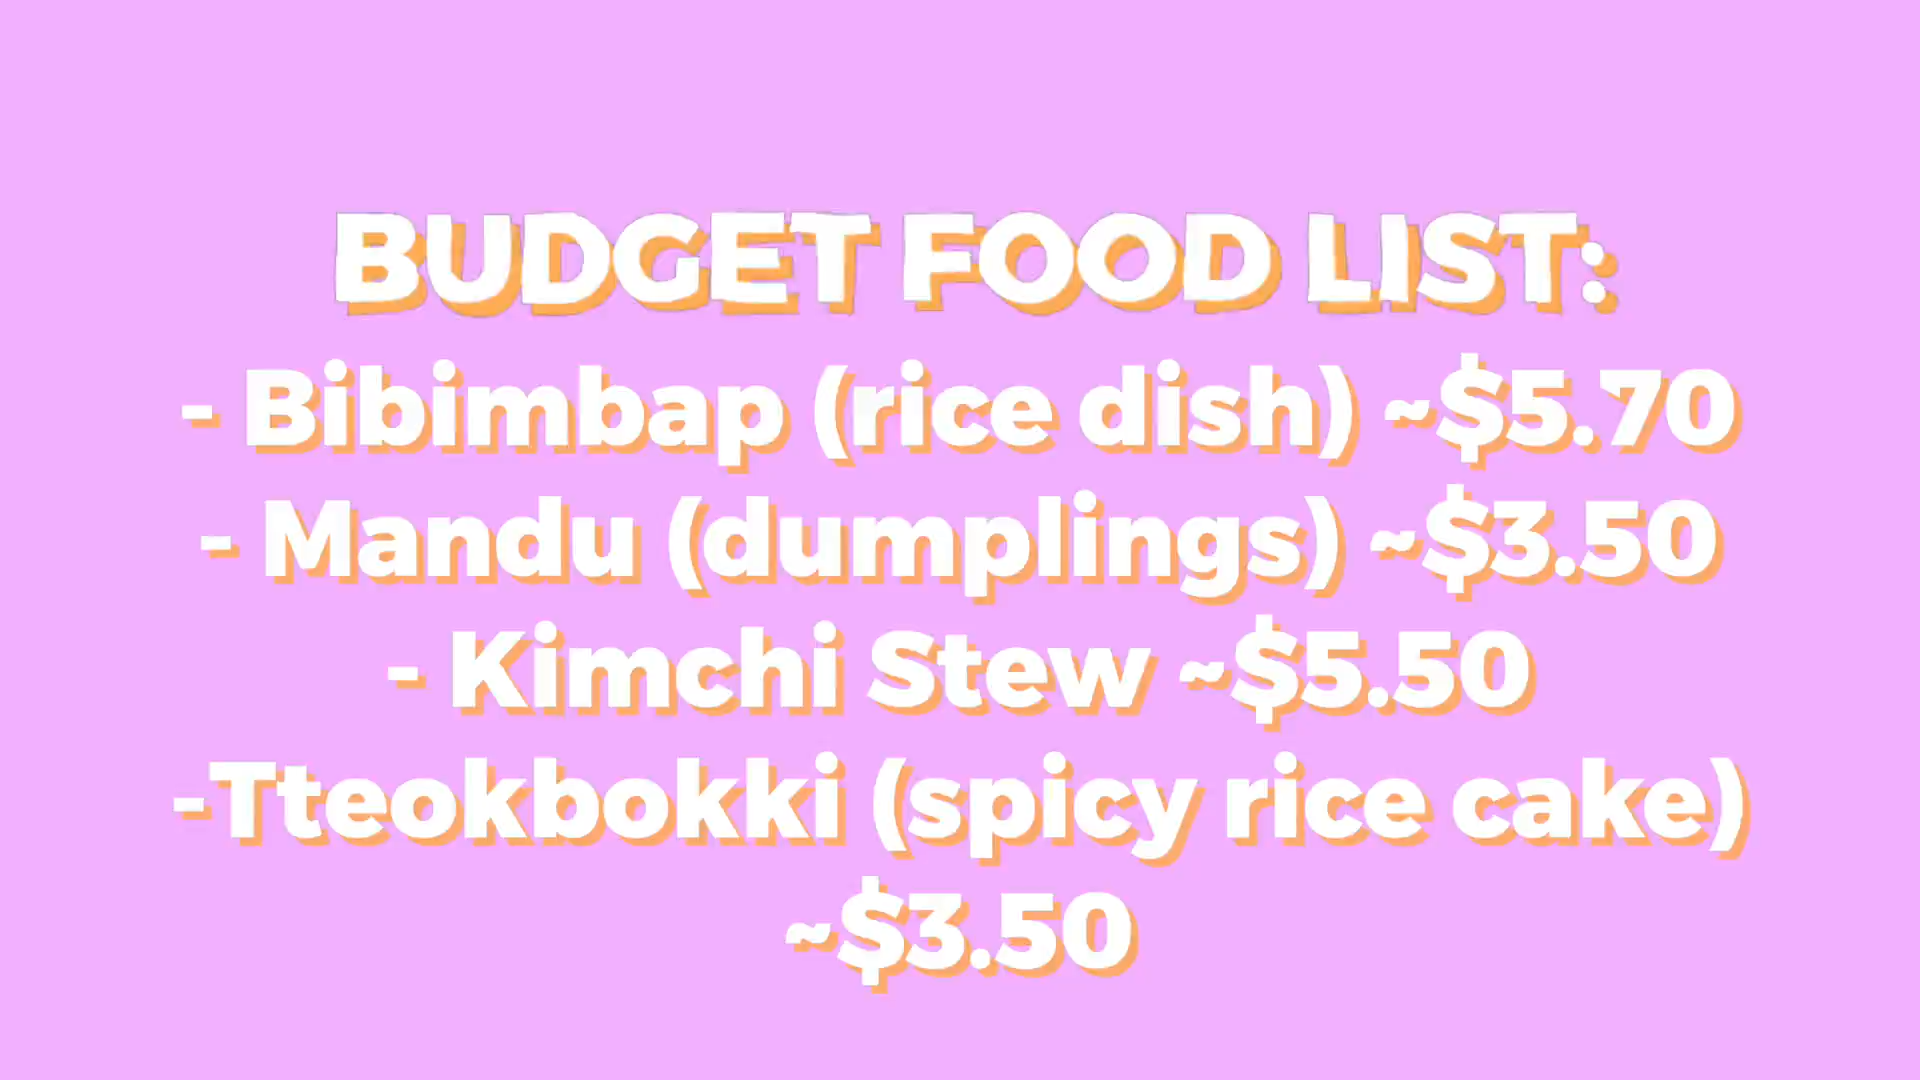 BUDGET FOOD LIST:
- Bibimbap (rice dish) ~$5.70
- Mandu (dumplings) ~$3.50
- Kimchi Stew ~$5.50
-Tteokbokki (spicy rice cake)
~$3.50